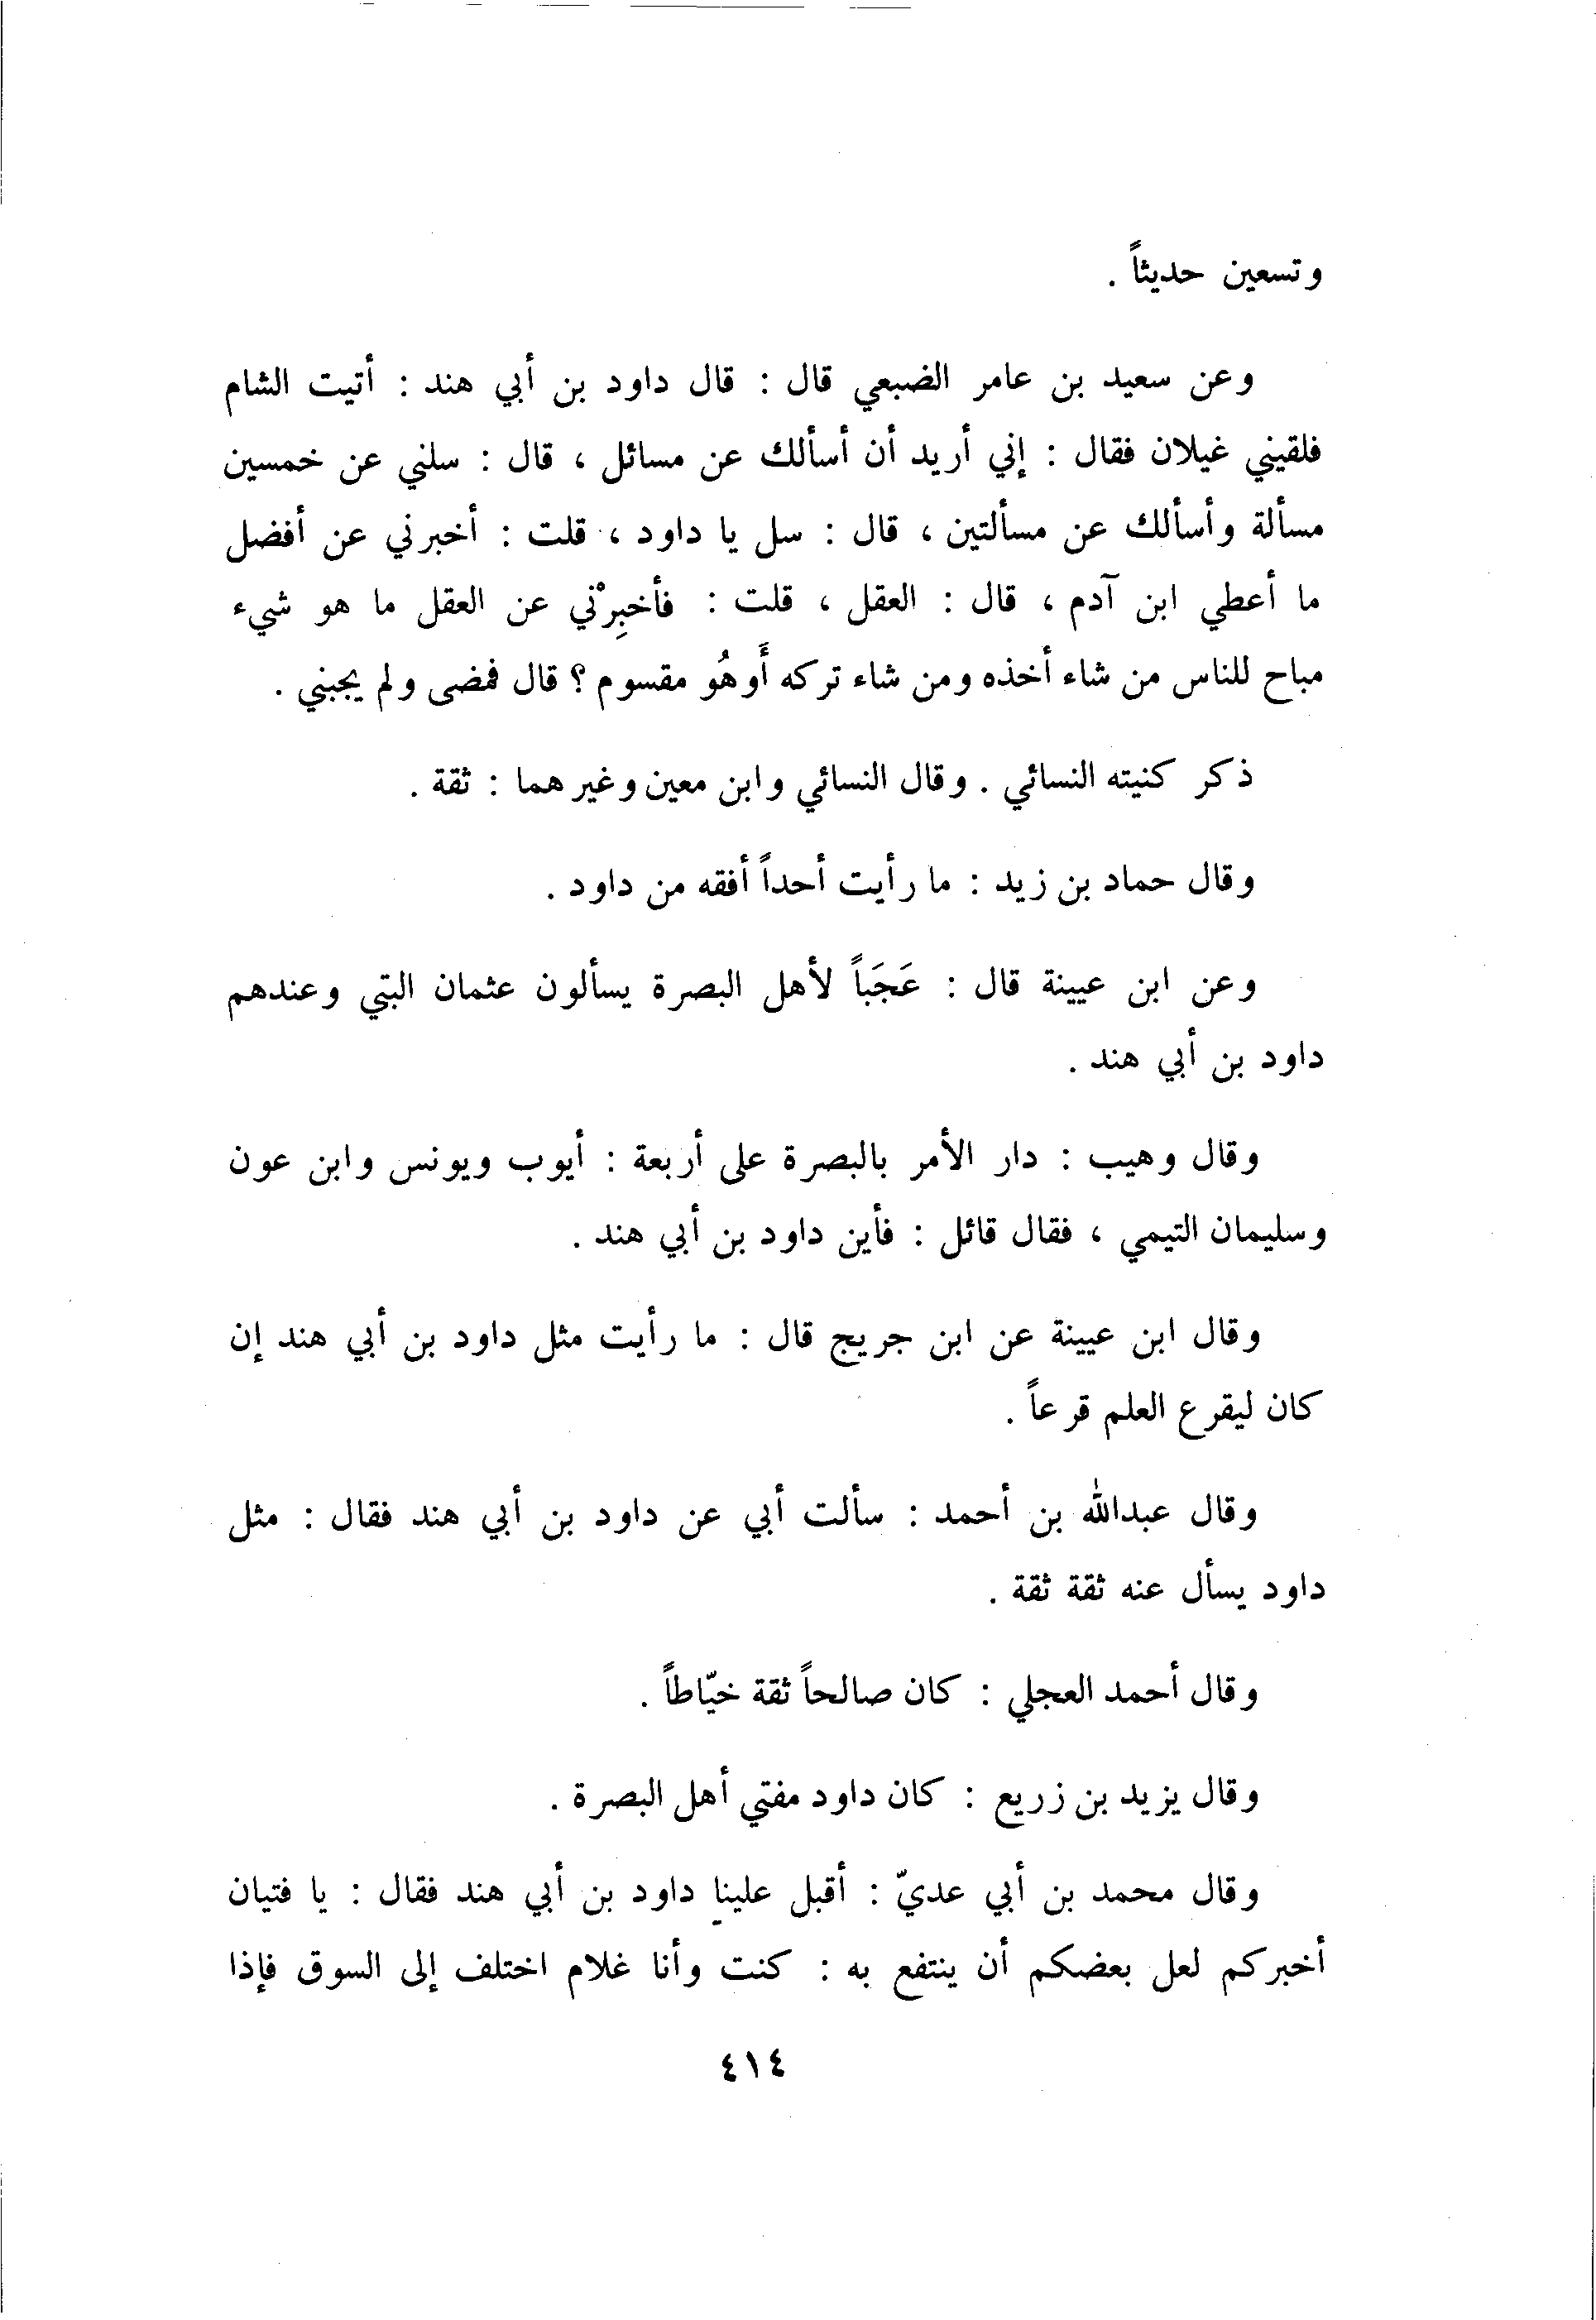 وتسعين حديثاً .
وعن سعيد بن عامر الضبعي قال : قال داود بن أبي هند : أتيت الشام
فلقيني غيلان فقال : إني أريد أن أسألك عن مسائل ، قال : سلني عن خمسين
مسألة وأسألك عن مسألتين ، قال : سل يا داود ، قلت : أخبرني عن أفضل
ما أعطي ابن آدم ، قال : العقل ، قلت : فأخبِرْني عن العقل ما هو شيء
مباح للناس من شاء أخذه ومن شاء تركه أَوهُو مقسوم ؟ قال فمضى ولم يجبني .
ذكر كنيته النسائي . وقال النسائي وابن معين وغيرهما : ثقة .
وقال حماد بن زيد : ما رأيت أحداً أفقه من داود .
وعن ابن عيينة قال : عَجَباً لأهل البصرة يسألون عثمان البتي وعندهم
داود بن أبي هند .
وقال وهيب : دار الأمر بالبصرة على أربعة : أيوب ويونس وابن عون
وسليمان التيمي ، فقال قائل : فأين داود بن أبي هند .
وقال ابن عيينة عن ابن جريج قال : ما رأيت مثل داود بن أبي هند إن
كان ليقرع العلم قرعاً .
وقال عبدالله بن أحمد : سألت أبي عن داود بن أبي هند فقال : مثل
داود يسأل عنه ثقة ثقة .
وقال أحمد العجلي : كان صالحاً ثقة خيّاطاً .
وقال يزيد بن زريع : كان داود مفتي أهل البصرة .
وقال محمد بن أبي عديّ : أقبل علينا داود بن أبي هند فقال : يا فتيان
أخبركم لعل بعضكم أن ينتفع به : كنت وأنا غلام اختلف إلى السوق فإذا
٤١٤